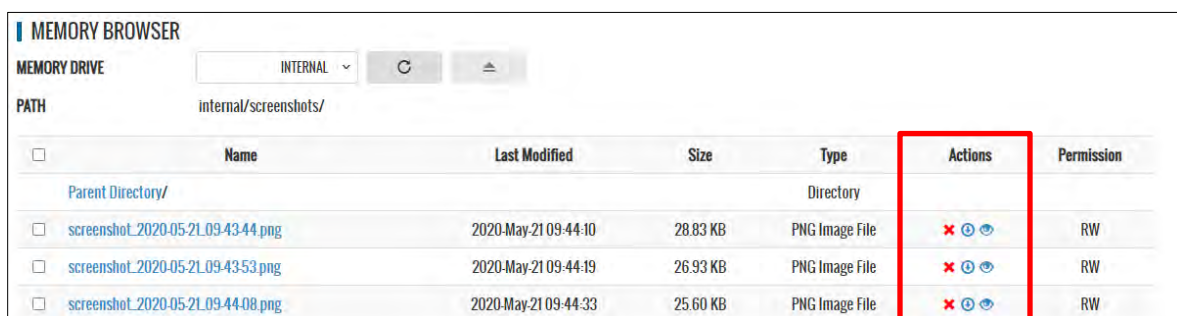 MEMORY BROWSER
MEMORY DRIVE INTERNAL
PATH internal/screenshots/
Name Last Modified Size Type Actions Permission
Parent Directory/ Directory
screenshot_2020-05-21_09-43-44.png 2020-May-21 09:44:10 28.83 KB PNG Image File RW
screenshot_2020-05-21_09-43-53.png 2020-May-21 09:44:19 26.93 KB PNG Image File RW
screenshot_2020-05-21_09-44-08.png 2020-May-21 09:44:33 25.60 KB PNG Image File RW